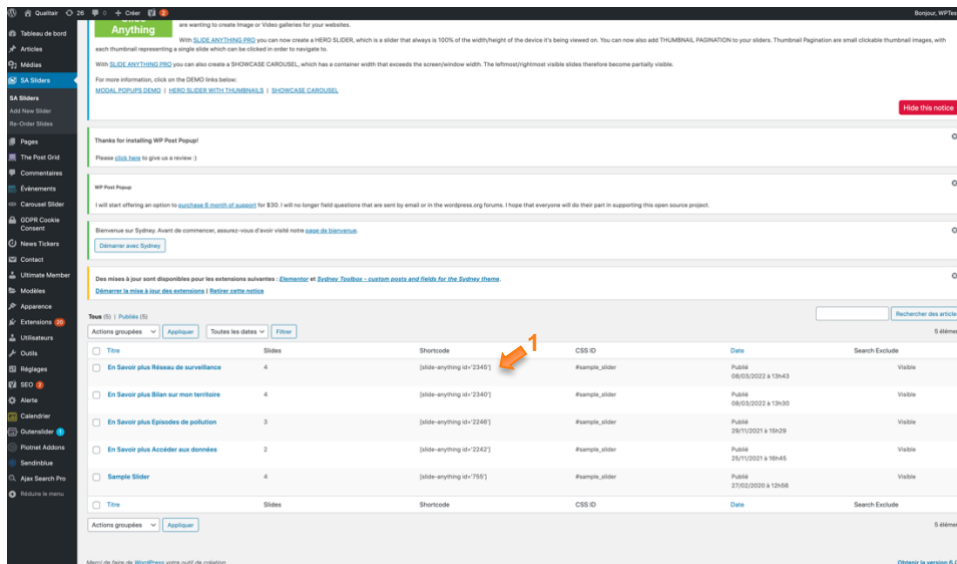 Qualitair 26 0 + Créer 2 Bonjour, WPTes
Tableau de bord
Articles
Médias
SA Sliders
SA Sliders
Add New Slider
Re-Order Slides
Pages
The Post Grid
Commentaires
Évènements
Carousel Slider
GDPR Cookie
Consent
News Tickers
Contact
Ultimate Member
Modèles
Apparence
Extensions 20
Utilisateurs
Outils
Réglages
SEO 2
Alerte
Calendrier
Gutenslider 1
Piotnet Addons
Sendinblue
Ajax Search Pro
Réduire le menu
Slide
Anything
are wanting to create Image or Video galleries for your websites.
With SLIDE ANYTHING PRO you can now create a HERO SLIDER, which is a slider that always is 100% of the width/height of the device it's being viewed on. You can now also add THUMBNAIL PAGINATION to your sliders. Thumbnail Pagination are small clickable thumbnail images, with
each thumbnail representing a single slide which can be clicked in order to navigate to.
With SLIDE ANYTHING PRO you can also create a SHOWCASE CAROUSEL, which has a container width that exceeds the screen/window width. The leftmost/rightmost visible slides therefore become partially visible.
For more information, click on the DEMO links below:
MODAL POPUPS DEMO | HERO SLIDER WITH THUMBNAILS | SHOWCASE CAROUSEL
Hide this notice
Thanks for installing WP Post Popup!
Please click here to give us a review :)
WP Post Popup
I will start offering an option to purchase 6 month of support for $30. I will no longer field questions that are sent by email or in the wordpress.org forums. I hope that everyone will do their part in supporting this open source project.
Bienvenue sur Sydney. Avant de commencer, assurez-vous d'avoir visité notre page de bienvenue.
Démarrer avec Sydney
Des mises à jour sont disponibles pour les extensions suivantes : Elementor et Sydney Toolbox - custom posts and fields for the Sydney theme.
Démarrer la mise à jour des extensions | Retirer cette notice
Tous (5) | Publiés (5) Rechercher des article
Actions groupées Appliquer Toutes les dates Filtrer 5 élémen
1
Titre Slides Shortcode CSS ID Date Search Exclude
En Savoir plus Réseau de surveillance 4 [slide-anything id='2345'] #sample_slider Publié Visible
08/03/2022 à 13h43
En Savoir plus Bilan sur mon territoire 4 [slide-anything id='2340'] #sample_slider Publié Visible
08/03/2022 à 13h30
En Savoir plus Episodes de pollution 3 [slide-anything id='2246'] #sample_slider Publié Visible
29/11/2021 à 15h29
En Savoir plus Accéder aux données 2 [slide-anything id='2242'] #sample_slider Publié Visible
25/11/2021 à 16h45
Sample Slider 4 [slide-anything id='755'] #sample_slider Publié Visible
27/02/2020 à 12h56
Titre Slides Shortcode CSS ID Date Search Exclude
Actions groupées Appliquer 5 élémen
Merci de faire de WordPress votre outil de création. Obtenir la version 6.